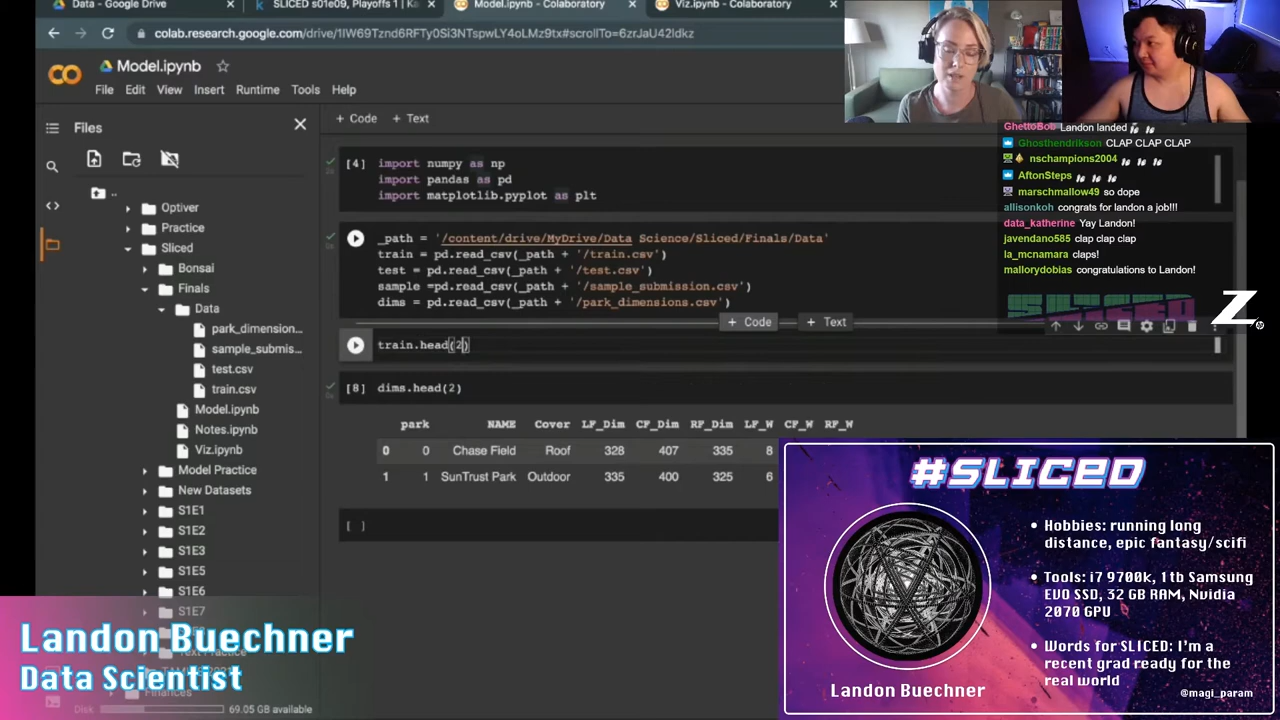 Data - Google Drive
SLICED s01e09, Playoffs 1 | Ka
Model.ipynb - Colaboratory
Viz.ipynb - Colaboratory
colab.research.google.com/drive/1IW69Tznd6RFTy0Si3NTspwLY4oLMz9tx#scrollTo=6zrJaU42Idkz
Model.ipynb
File Edit View Insert Runtime Tools Help
Files
+ Code + Text
..
Optiver
Practice
Sliced
Bonsai
Finals
Data
park_dimension...
sample_submis...
test.csv
train.csv
Model.ipynb
Notes.ipynb
Viz.ipynb
Model Practice
New Datasets
S1E1
S1E2
S1E3
S1E5
S1E6
S1E7
Finances
Disk 69.05 GB available
[4] import numpy as np
import pandas as pd
import matplotlib.pyplot as plt
_path = '/content/drive/MyDrive/Data Science/Sliced/Finals/Data'
train = pd.read_csv(_path + '/train.csv')
test = pd.read_csv(_path + '/test.csv')
sample =pd.read_csv(_path + '/sample_submission.csv')
dims = pd.read_csv(_path + '/park_dimensions.csv')
+ Code + Text
train.head(2)
[8] dims.head(2)
park NAME Cover LF_Dim CF_Dim RF_Dim LF_W CF_W RF_W
0 0 Chase Field Roof 328 407 335 8
1 1 SunTrust Park Outdoor 335 400 325 6
[ ]
GhettoBob Landon landed
Ghosthendrikson CLAP CLAP CLAP
nschampions2004
AftonSteps
marschmallow49 so dope
allisonkoh congrats for landon a job!!!
data_katherine Yay Landon!
javendano585 clap clap clap
la_mcnamara claps!
mallorydobias congratulations to Landon!
SLICED
Z
hp
#SLICED
• Hobbies: running long
distance, epic fantasy/scifi
• Tools: i7 9700k, 1tb Samsung
EVO SSD, 32 GB RAM, Nvidia
2070 GPU
• Words for SLICED: I'm a
recent grad ready for the
real world
Landon Buechner
@magi_param
Landon Buechner
Data Scientist